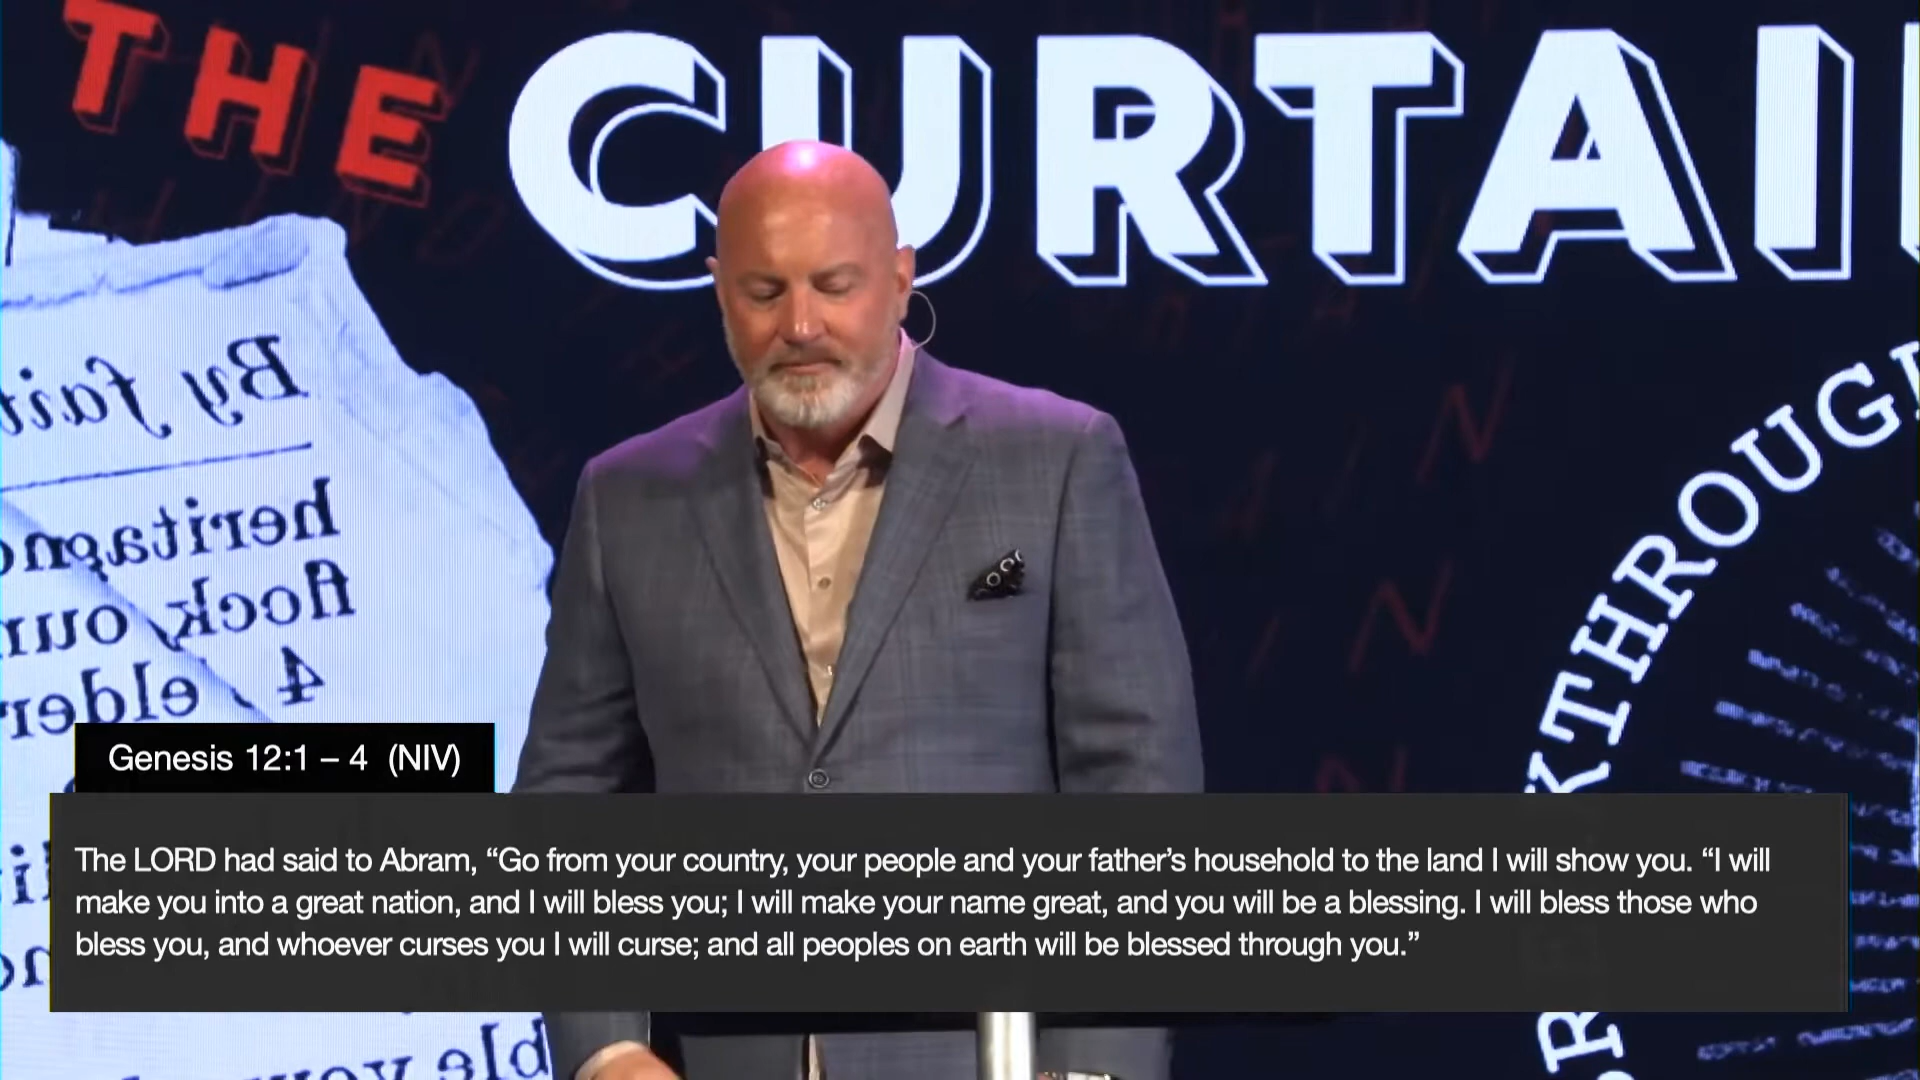 THE CURTAI
By fai
heritag
flock, our
4 elder
THROUG
Genesis 12:1 – 4 (NIV)
The LORD had said to Abram, “Go from your country, your people and your father’s household to the land I will show you. “I will
make you into a great nation, and I will bless you; I will make your name great, and you will be a blessing. I will bless those who
bless you, and whoever curses you I will curse; and all peoples on earth will be blessed through you.”